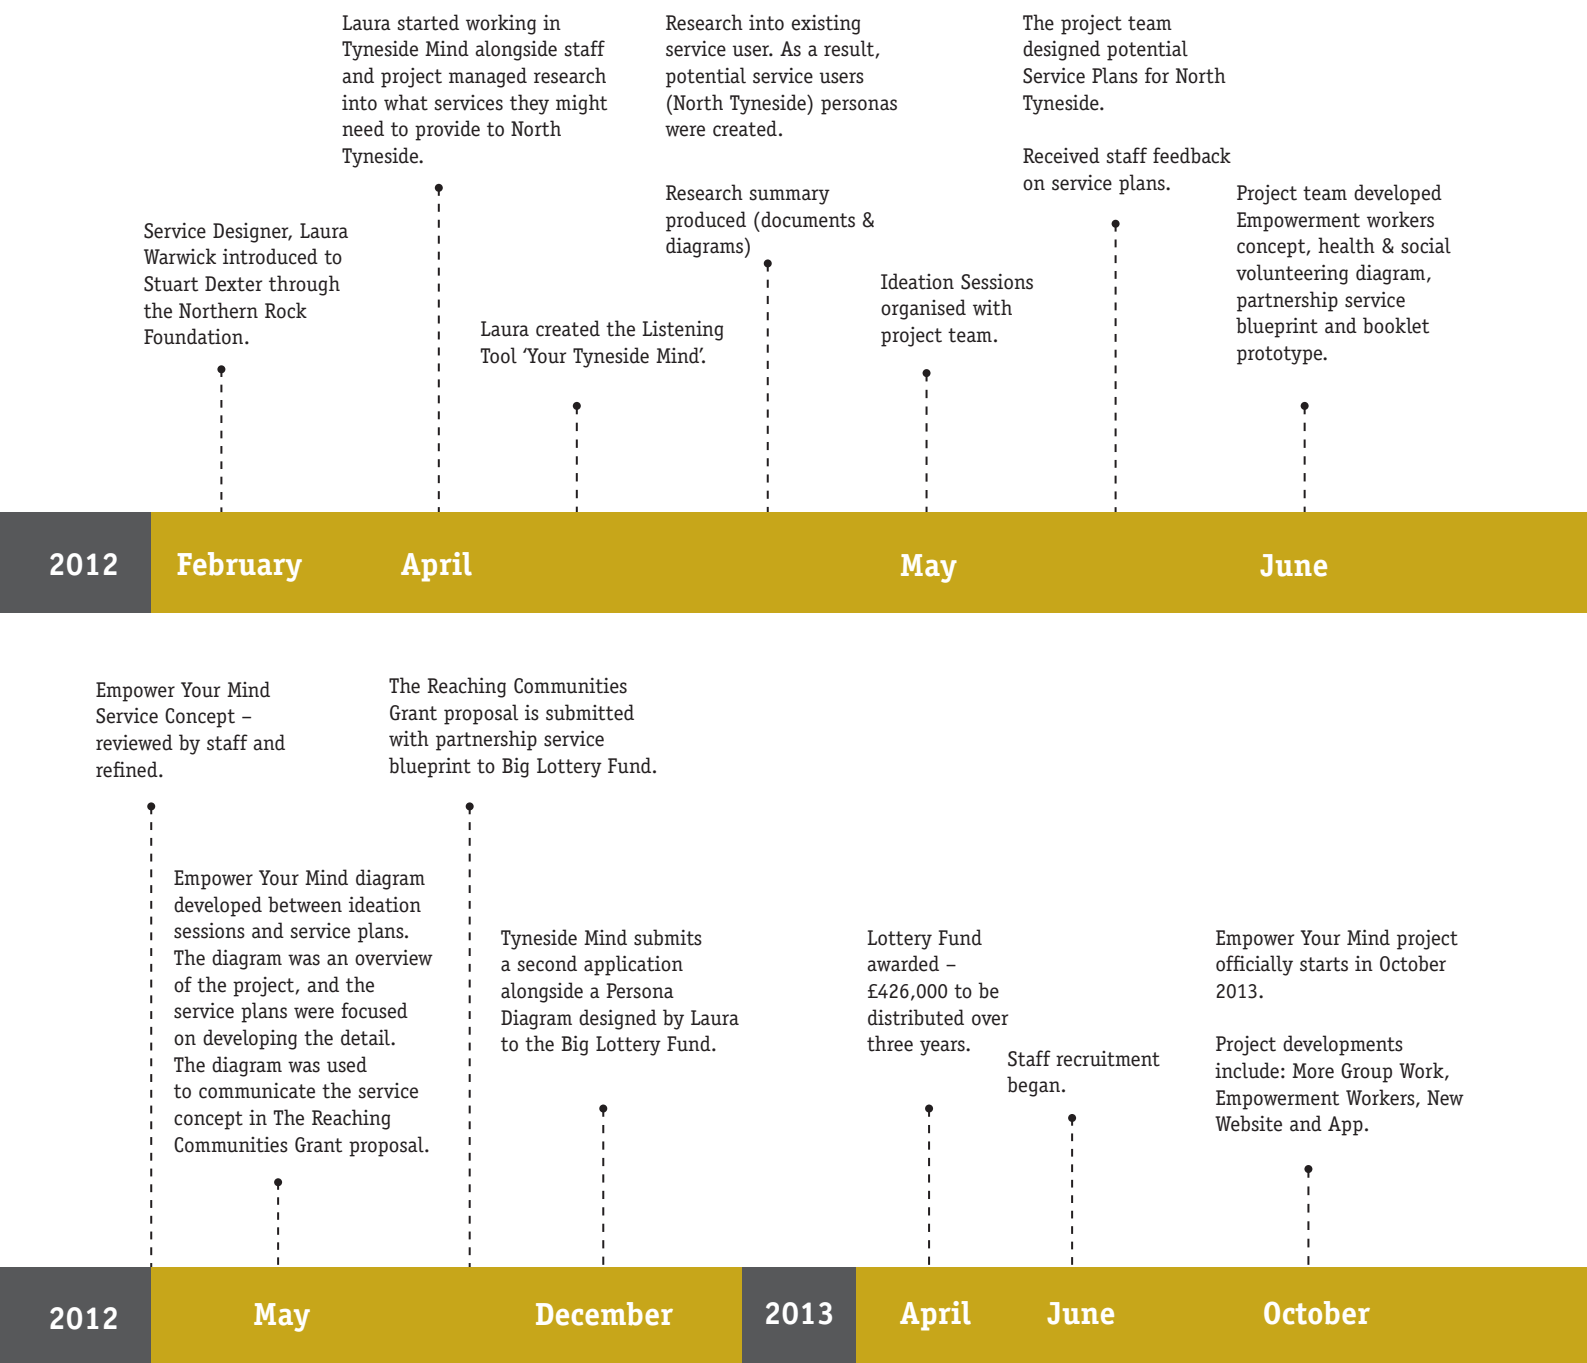 Service Designer, Laura
Warwick introduced to
Stuart Dexter through
the Northern Rock
Foundation.
Laura started working in
Tyneside Mind alongside staff
and project managed research
into what services they might
need to provide to North
Tyneside.
Laura created the Listening
Tool ‘Your Tyneside Mind’.
Research into existing
service user. As a result,
potential service users
(North Tyneside) personas
were created.
Research summary
produced (documents &
diagrams)
Ideation Sessions
organised with
project team.
The project team
designed potential
Service Plans for North
Tyneside.
Received staff feedback
on service plans.
Project team developed
Empowerment workers
concept, health & social
volunteering diagram,
partnership service
blueprint and booklet
prototype.
2012
February
April
May
June
Empower Your Mind
Service Concept –
reviewed by staff and
refined.
Empower Your Mind diagram
developed between ideation
sessions and service plans.
The diagram was an overview
of the project, and the
service plans were focused
on developing the detail.
The diagram was used
to communicate the service
concept in The Reaching
Communities Grant proposal.
The Reaching Communities
Grant proposal is submitted
with partnership service
blueprint to Big Lottery Fund.
Tyneside Mind submits
a second application
alongside a Persona
Diagram designed by Laura
to the Big Lottery Fund.
Lottery Fund
awarded –
£426,000 to be
distributed over
three years.
Staff recruitment
began.
Empower Your Mind project
officially starts in October
2013.
Project developments
include: More Group Work,
Empowerment Workers, New
Website and App.
2012
May
December
2013
April
June
October